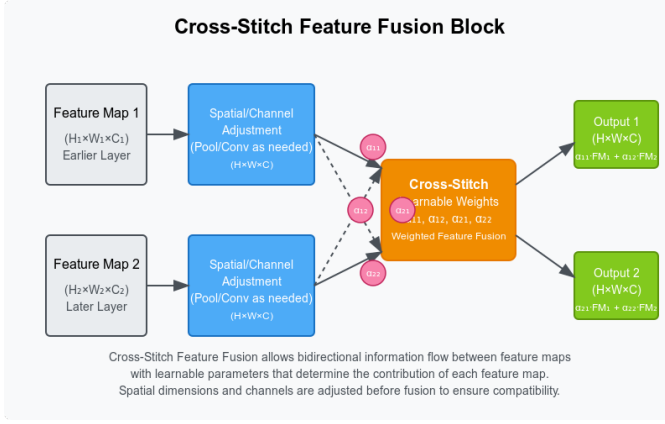 Cross-Stitch Feature Fusion Block
Feature Map 1
(H₁×W₁×C₁)
Earlier Layer
Spatial/Channel
Adjustment
(Pool/Conv as needed)
(H×W×C)
α₁₁
Output 1
(H×W×C)
α₁₁·FM₁ + α₁₂·FM₂
α₁₂
α₂₁
Cross-Stitch
Learnable Weights
α₁₁, α₁₂, α₂₁, α₂₂
Weighted Feature Fusion
Feature Map 2
(H₂×W₂×C₂)
Later Layer
Spatial/Channel
Adjustment
(Pool/Conv as needed)
(H×W×C)
α₂₂
Output 2
(H×W×C)
α₂₁·FM₁ + α₂₂·FM₂
Cross-Stitch Feature Fusion allows bidirectional information flow between feature maps
with learnable parameters that determine the contribution of each feature map.
Spatial dimensions and channels are adjusted before fusion to ensure compatibility.